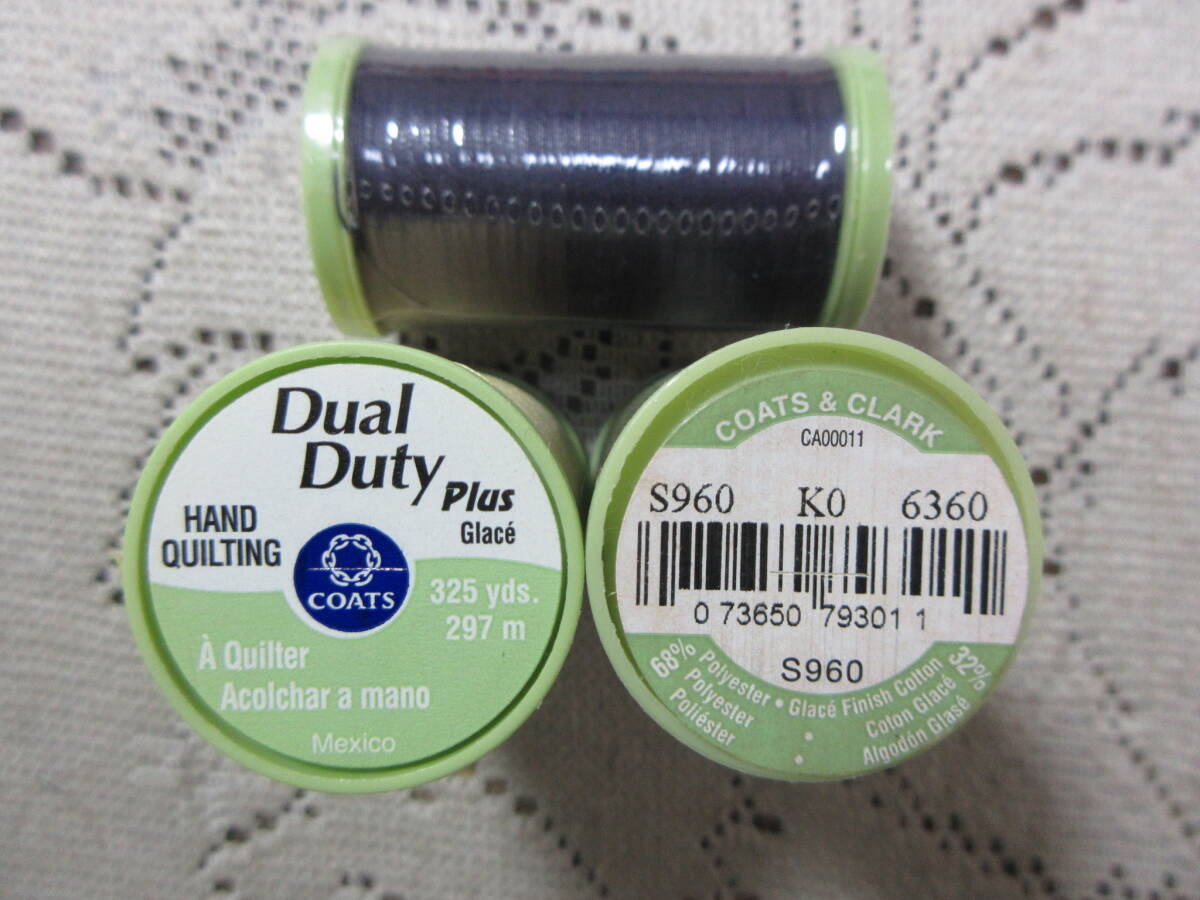 Dual
Duty Plus
Glacé
HAND
QUILTING
COATS
325 yds.
297 m
À Quilter
Acolchar a mano
Mexico
COATS & CLARK
CA00011
S960 K0 6360
0 73650 79301 1
S960
68% Polyester • Glacé Finish Cotton 32%
Polyester Coton Glacé
Poliéster • Algodón Glasé